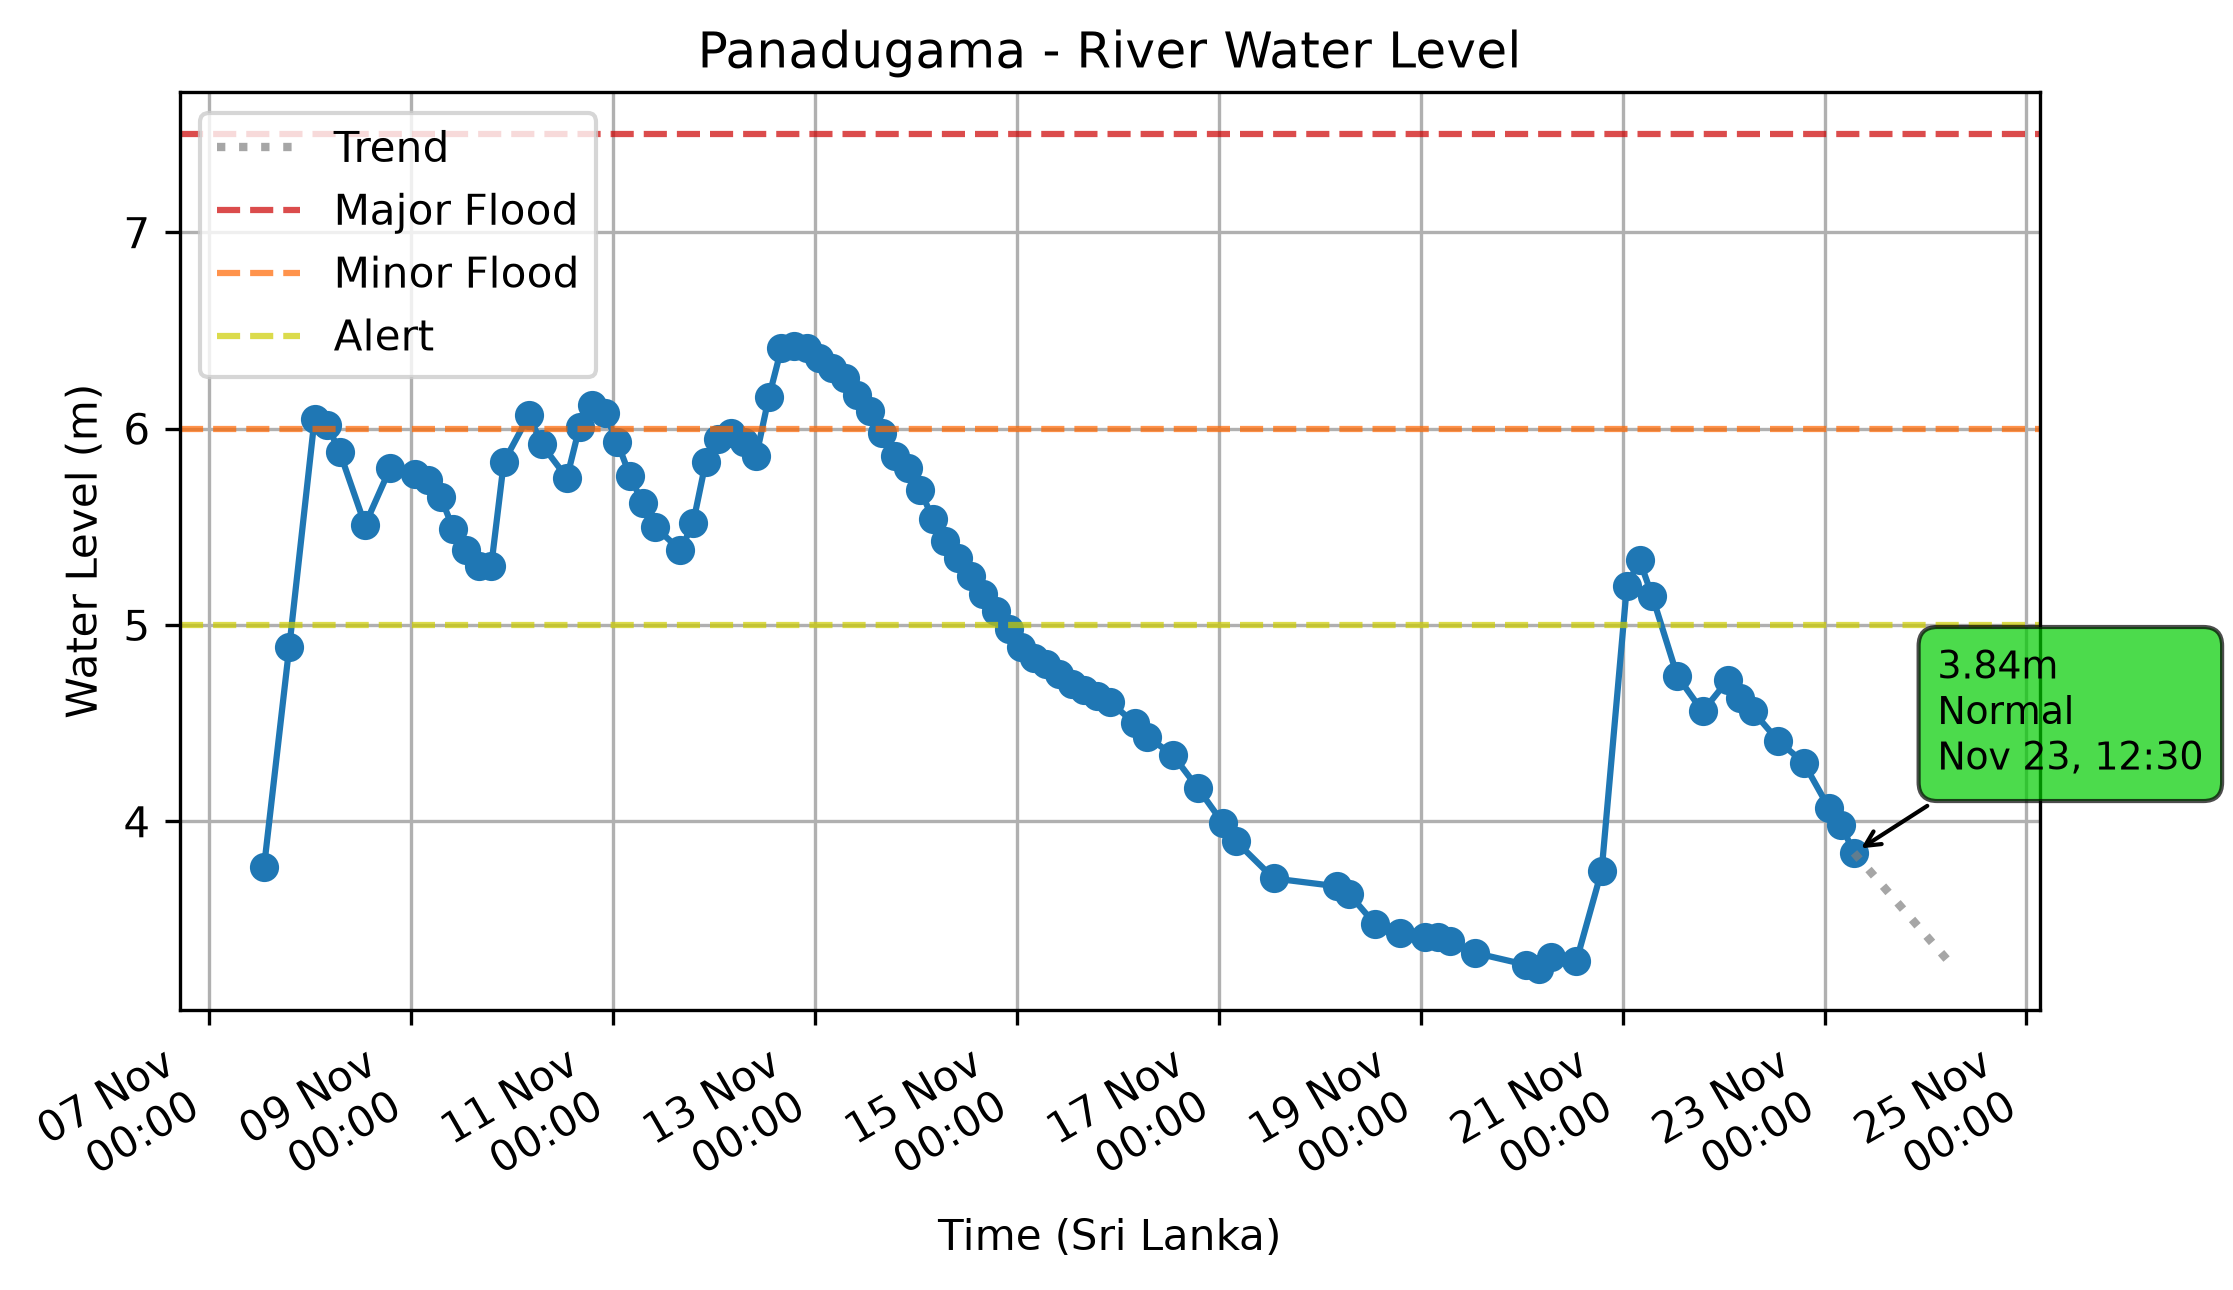 Panadugama - River Water Level
Trend
Major Flood
Minor Flood
Alert
Water Level (m)
7
6
5
4
3.84m
Normal
Nov 23, 12:30
07 Nov
00:00
09 Nov
00:00
11 Nov
00:00
13 Nov
00:00
15 Nov
00:00
17 Nov
00:00
19 Nov
00:00
21 Nov
00:00
23 Nov
00:00
25 Nov
00:00
Time (Sri Lanka)